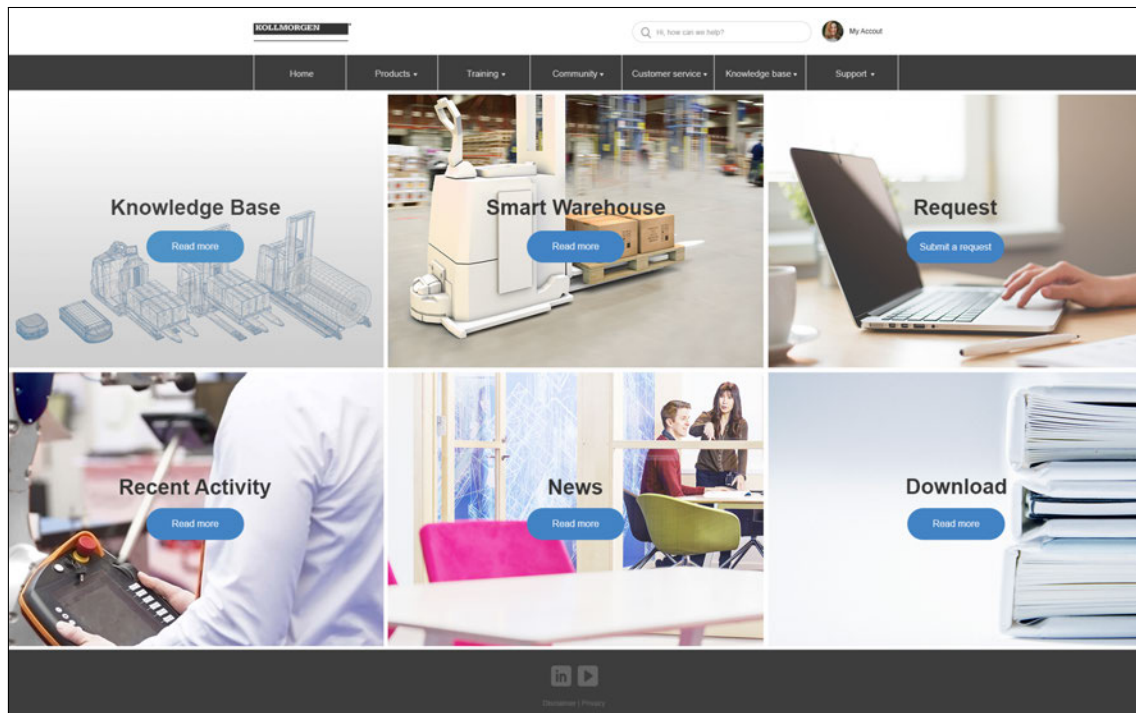 KOLLMORGEN
Hi, how can we help?
My Accout
Home Products Training Community Customer service Knowledge base Support
Knowledge Base
Read more
Smart Warehouse
Read more
Request
Submit a request
Recent Activity
Read more
News
Read more
Download
Read more
in
Disclaimer | Privacy